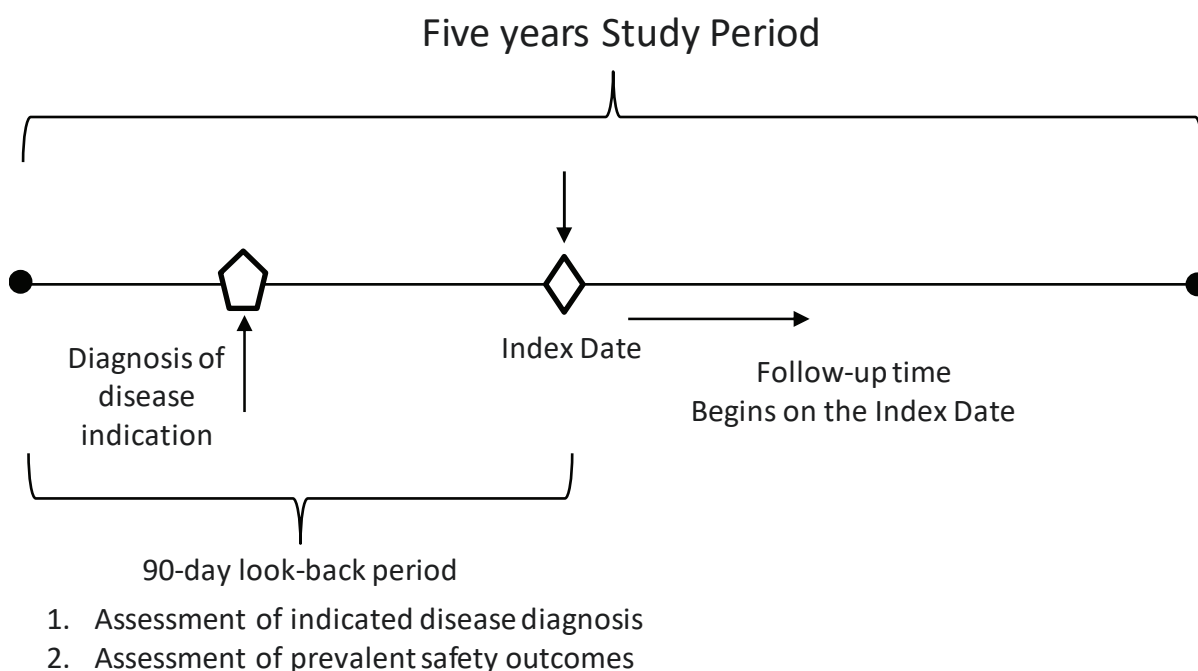 Five years Study Period
Diagnosis of
disease
indication
Index Date
Follow-up time
Begins on the Index Date
90-day look-back period
1. Assessment of indicated disease diagnosis
2. Assessment of prevalent safety outcomes